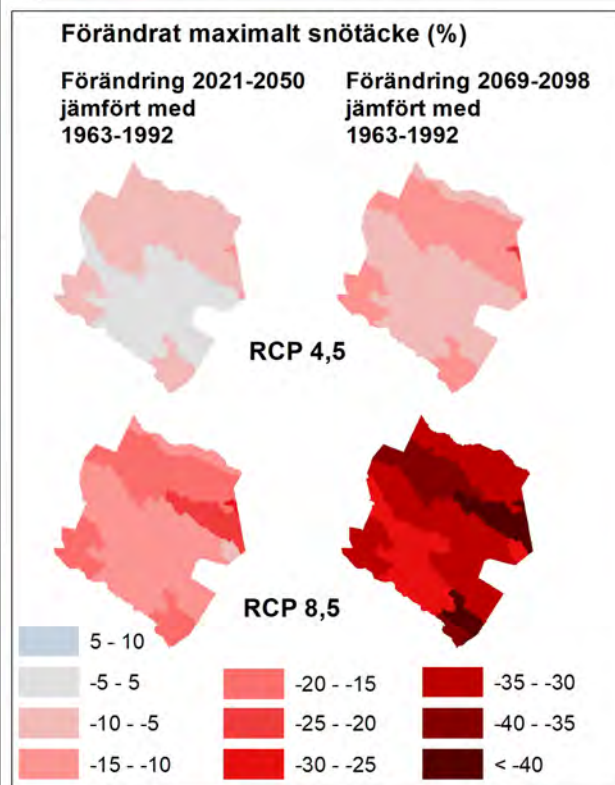 Förändrat maximalt snötäcke (%)
Förändring 2021-2050
jämfört med
1963-1992
Förändring 2069-2098
jämfört med
1963-1992
RCP 4,5
RCP 8,5
5 - 10
-5 - 5
-10 - -5
-15 - -10
-20 - -15
-25 - -20
-30 - -25
-35 - -30
-40 - -35
< -40